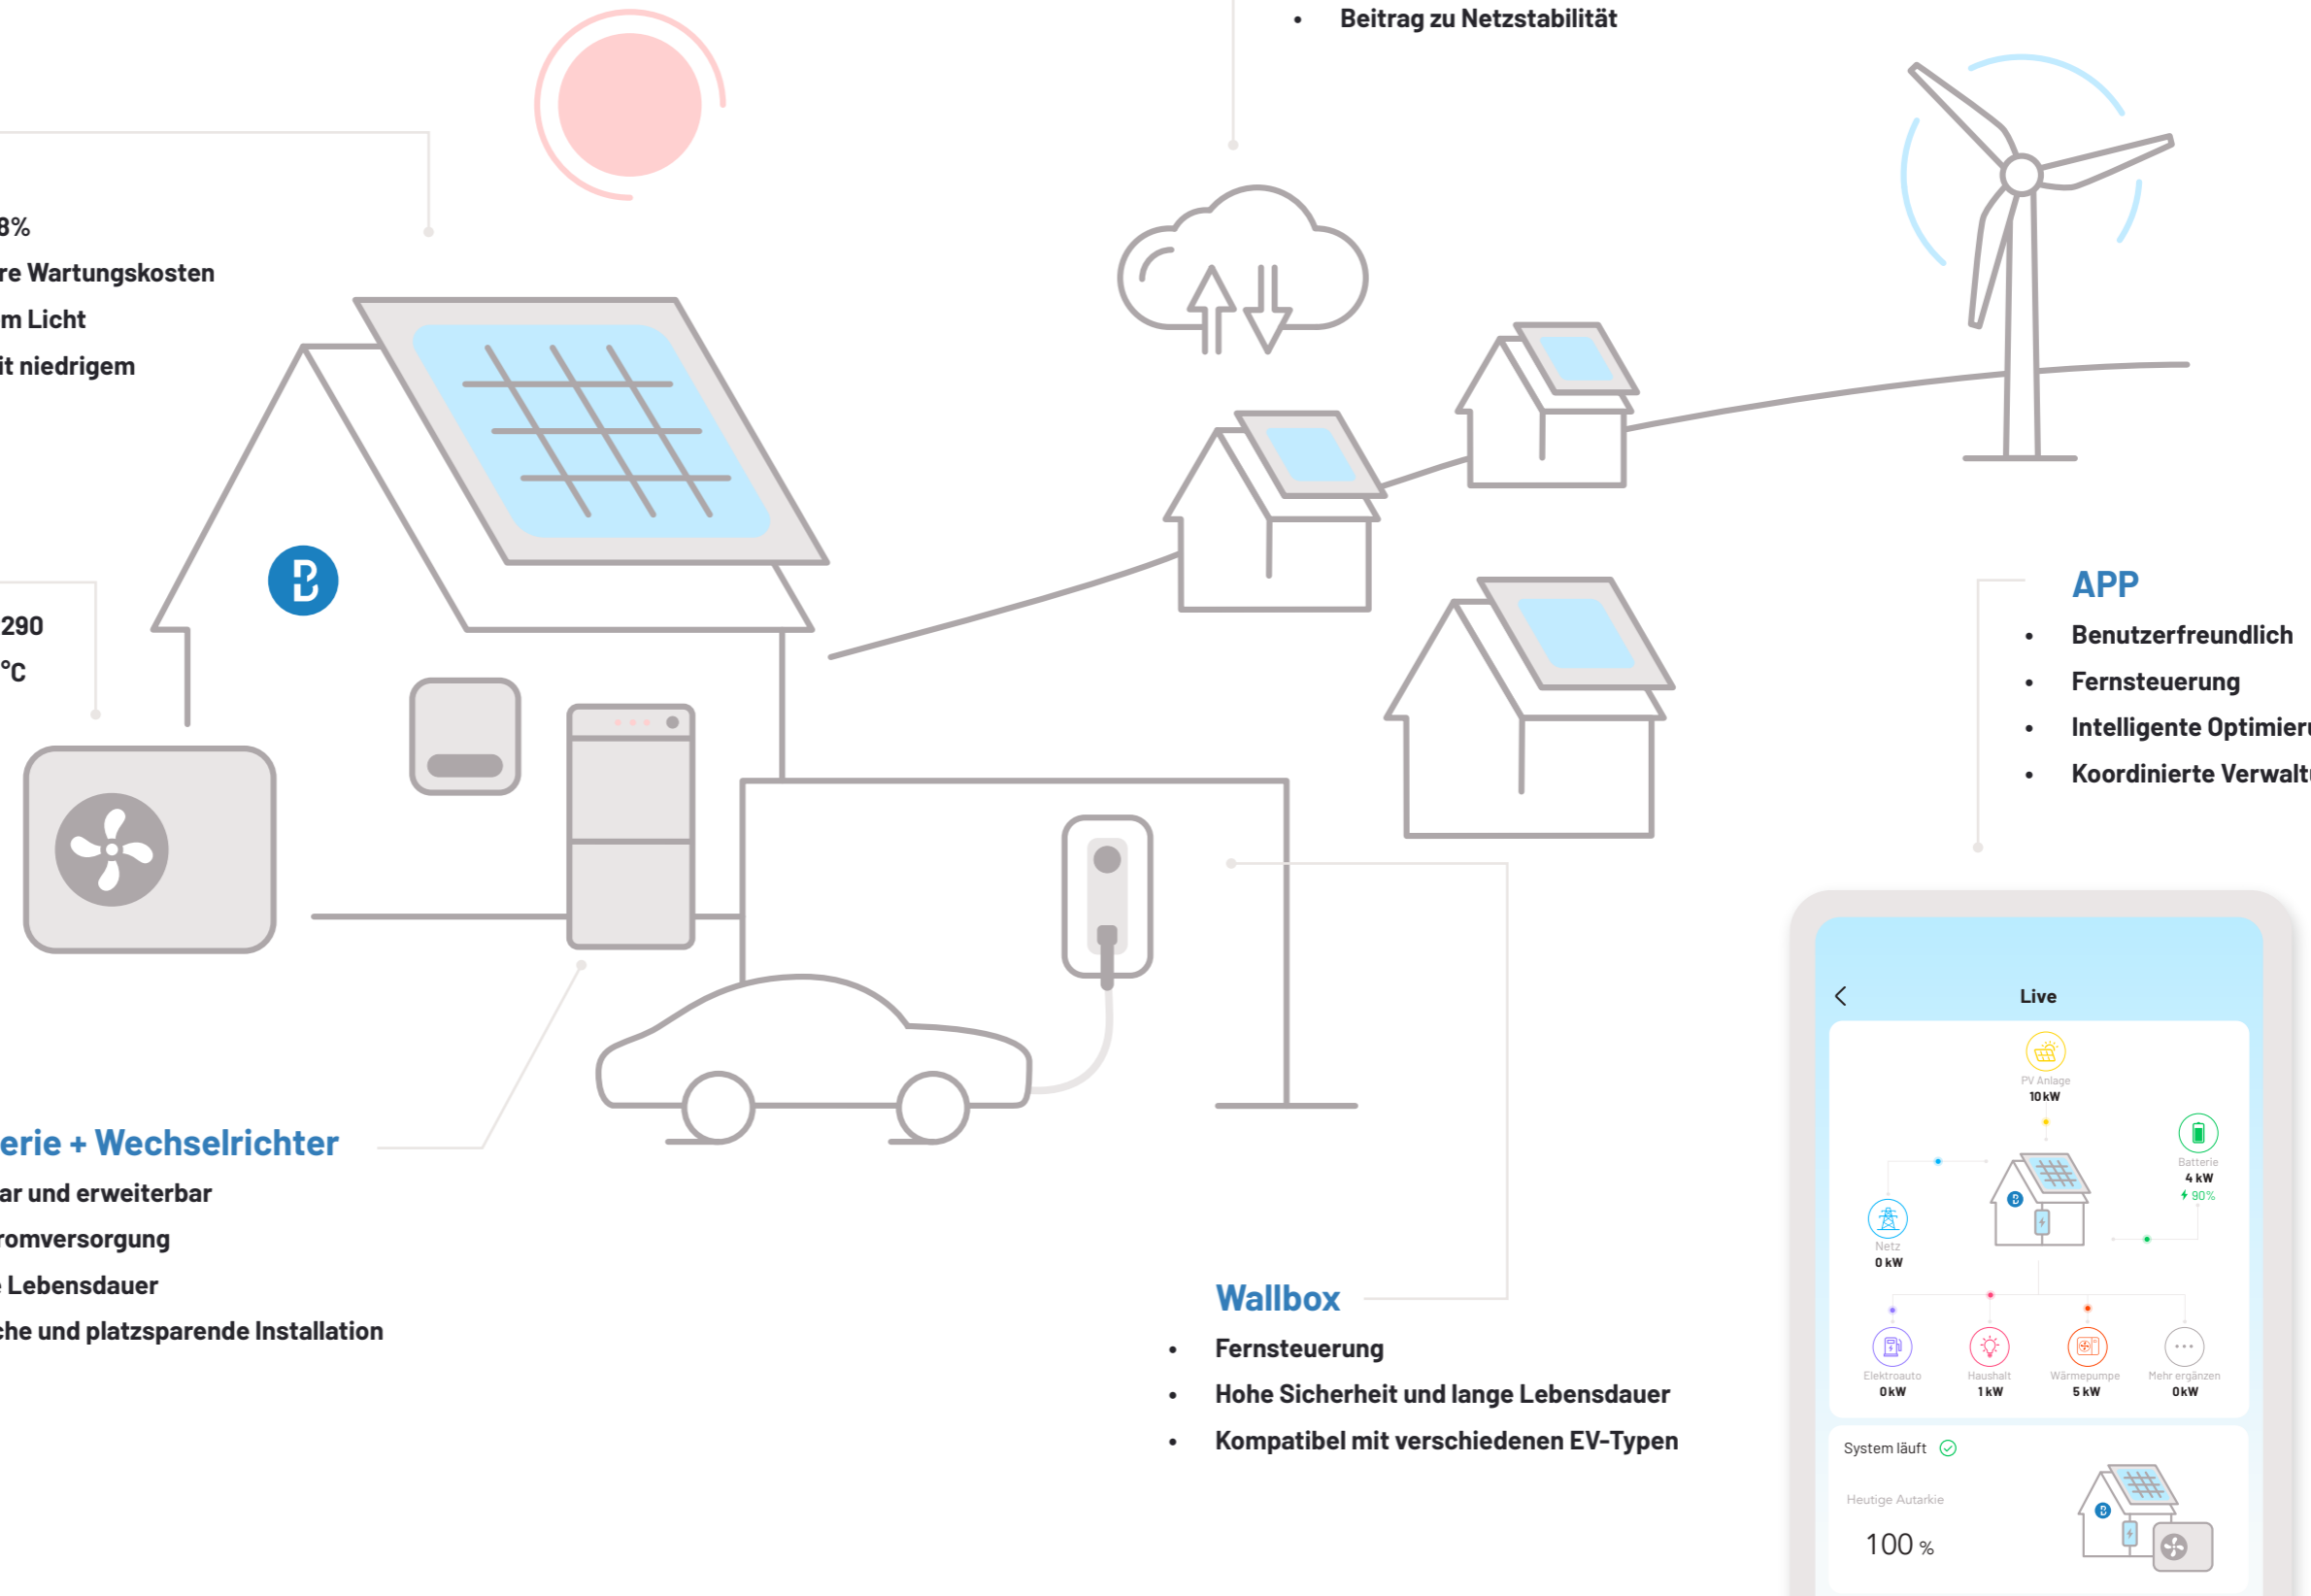 Beitrag zu Netzstabilität
8%
re Wartungskosten
m Licht
it niedrigem
290
°C
APP
Benutzerfreundlich
Fernsteuerung
Intelligente Optimieru
Koordinierte Verwaltu
erie + Wechselrichter
ar und erweiterbar
romversorgung
e Lebensdauer
che und platzsparende Installation
Wallbox
Fernsteuerung
Hohe Sicherheit und lange Lebensdauer
Kompatibel mit verschiedenen EV-Typen
Live
PV Anlage
10 kW
Batterie
4 kW
90%
Netz
0 kW
Elektroauto
0 kW
Haushalt
1 kW
Wärmepumpe
5 kW
Mehr ergänzen
0 kW
System läuft
Heutige Autarkie
100 %